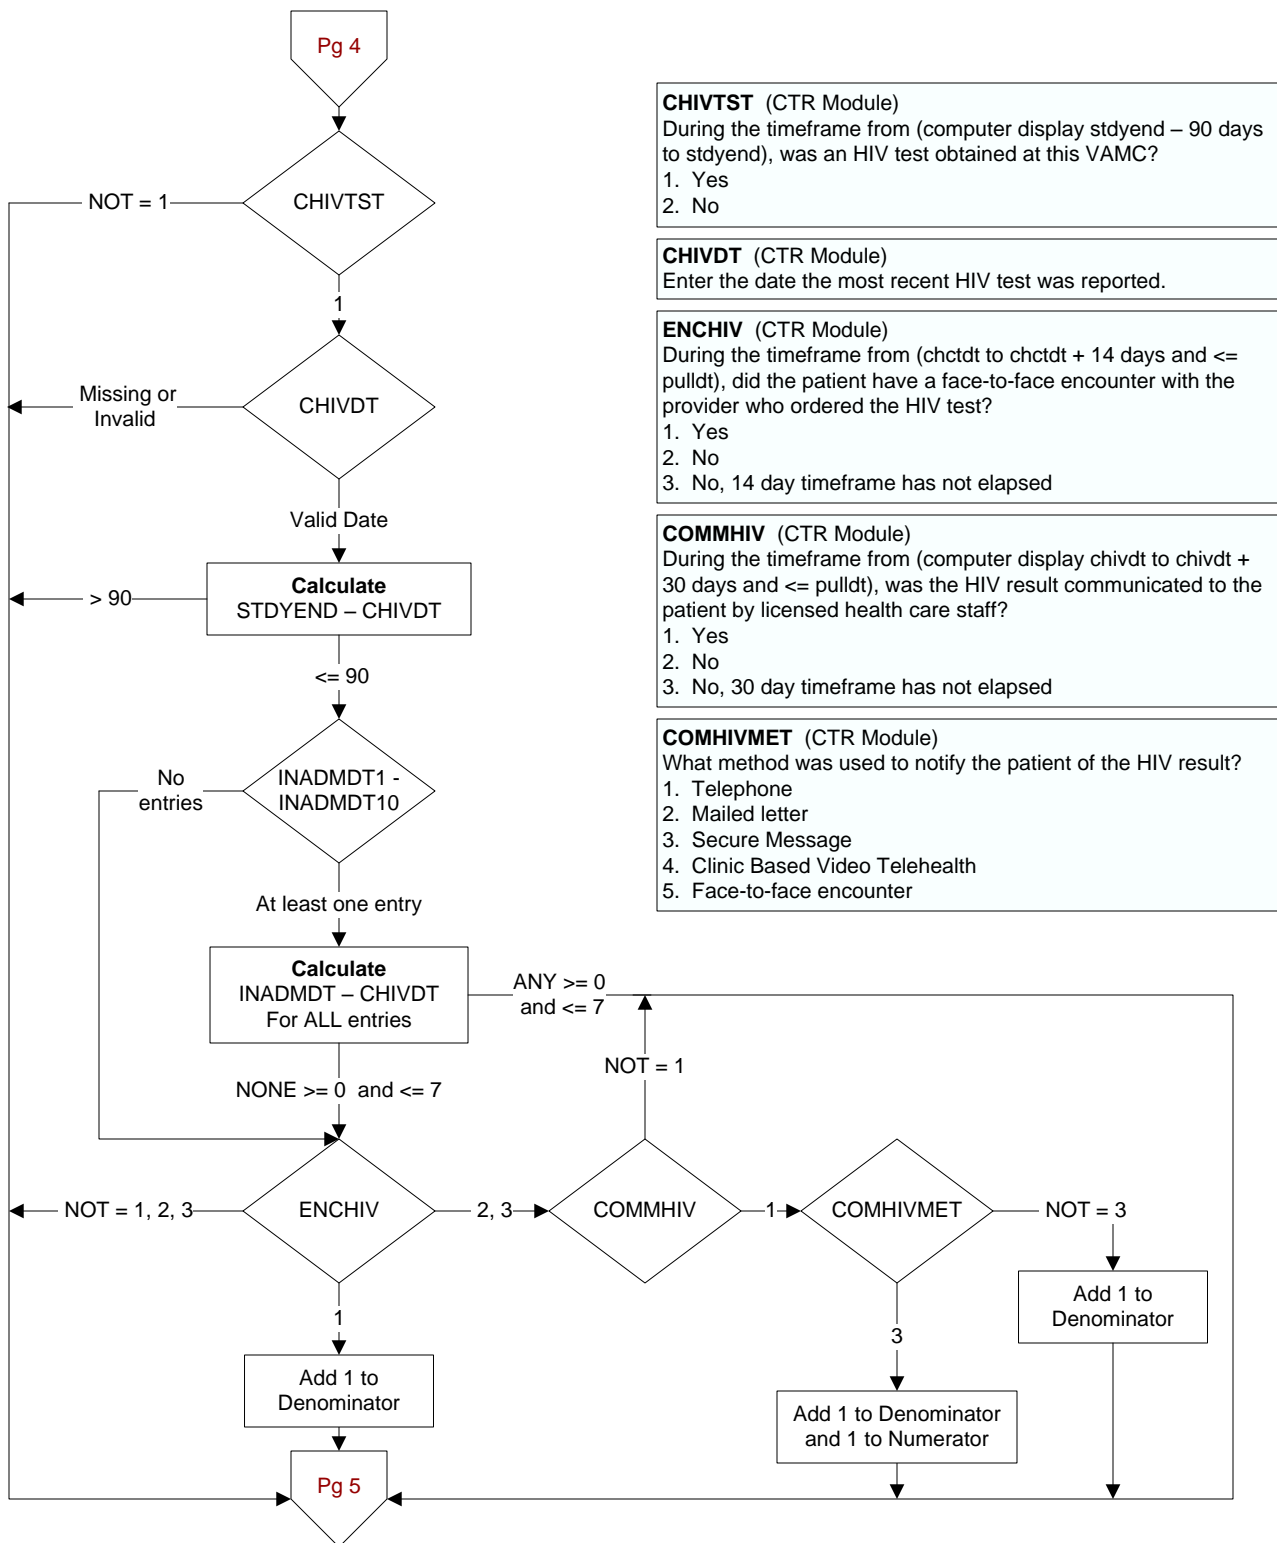 Pg 4
CHIVTST (CTR Module)
During the timeframe from (computer display stdyend – 90 days
to stdyend), was an HIV test obtained at this VAMC?
1. Yes
2. No
NOT = 1
CHIVTST
1
CHIVDT (CTR Module)
Enter the date the most recent HIV test was reported.
ENCHIV (CTR Module)
During the timeframe from (chctdt to chctdt + 14 days and <=
pulldt), did the patient have a face-to-face encounter with the
provider who ordered the HIV test?
1. Yes
2. No
3. No, 14 day timeframe has not elapsed
Missing or
Invalid
CHIVDT
Valid Date
COMMHIV (CTR Module)
During the timeframe from (computer display chivdt to chivdt +
30 days and <= pulldt), was the HIV result communicated to the
patient by licensed health care staff?
1. Yes
2. No
3. No, 30 day timeframe has not elapsed
> 90
Calculate
STDYEND – CHIVDT
<= 90
COMHIVMET (CTR Module)
What method was used to notify the patient of the HIV result?
1. Telephone
2. Mailed letter
3. Secure Message
4. Clinic Based Video Telehealth
5. Face-to-face encounter
No
entries
INADMDT1 -
INADMDT10
At least one entry
Calculate
INADMDT – CHIVDT
For ALL entries
ANY >= 0
and <= 7
NONE >= 0 and <= 7
NOT = 1
NOT = 1, 2, 3
ENCHIV
2, 3
COMMHIV
1
COMHIVMET
NOT = 3
1
3
Add 1 to
Denominator
Add 1 to
Denominator
Add 1 to Denominator
and 1 to Numerator
Pg 5